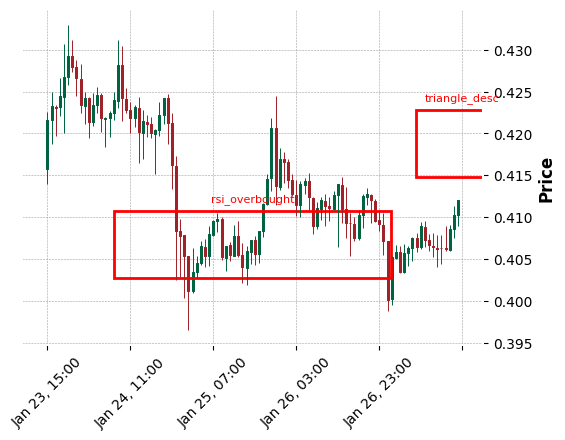 0.430
triangle_desc
0.425
0.420
0.415
Price
rsi_overbought
0.410
0.405
0.400
0.395
Jan 23, 15:00
Jan 24, 11:00
Jan 25, 07:00
Jan 26, 03:00
Jan 26, 23:00